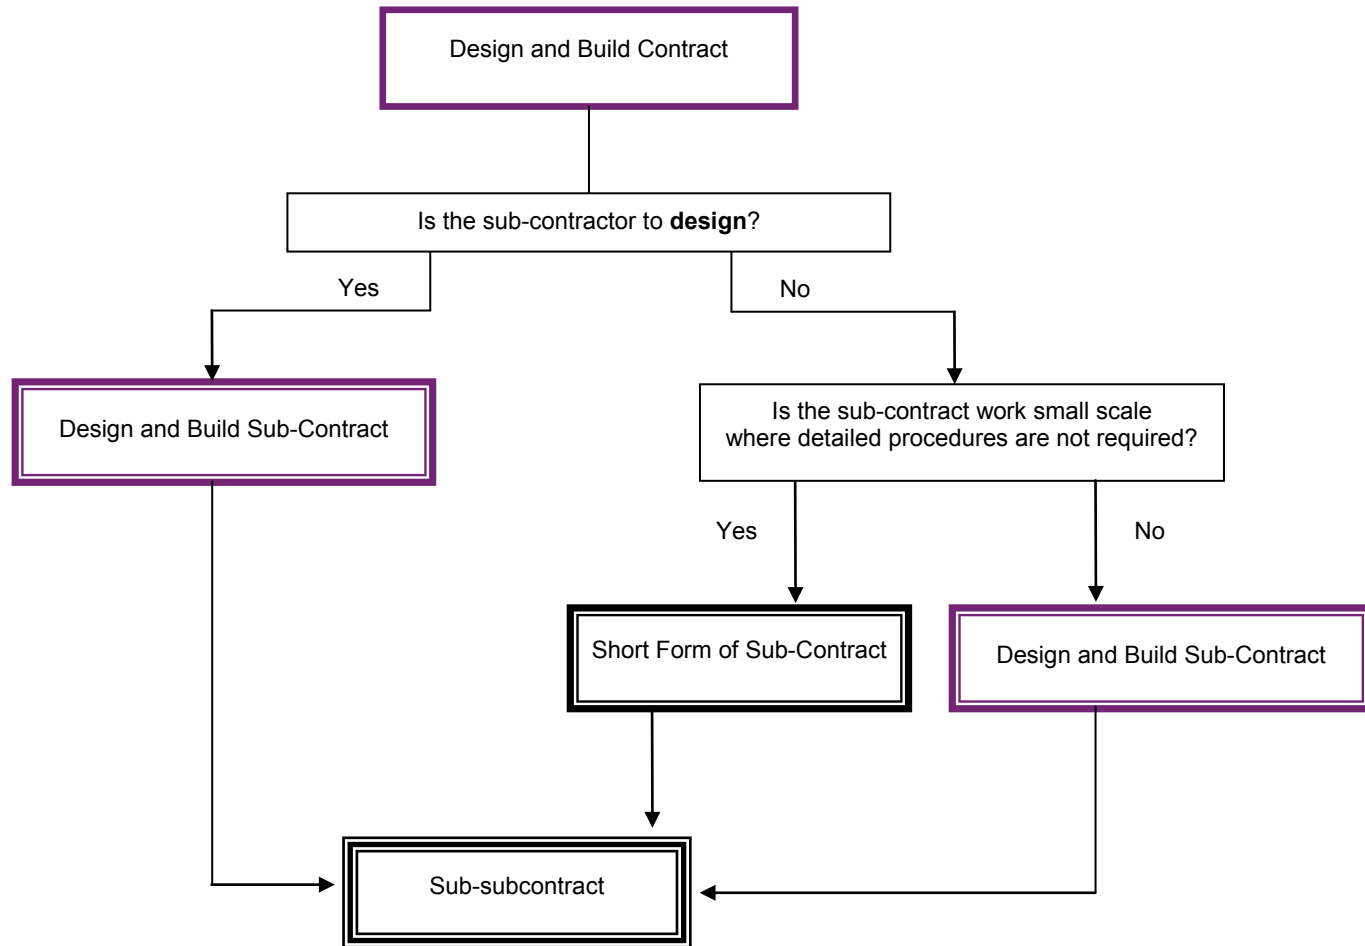 Design and Build Contract
Is the sub-contractor to design?
Yes
No
Design and Build Sub-Contract
Is the sub-contract work small scale
where detailed procedures are not required?
Yes
No
Short Form of Sub-Contract
Design and Build Sub-Contract
Sub-subcontract